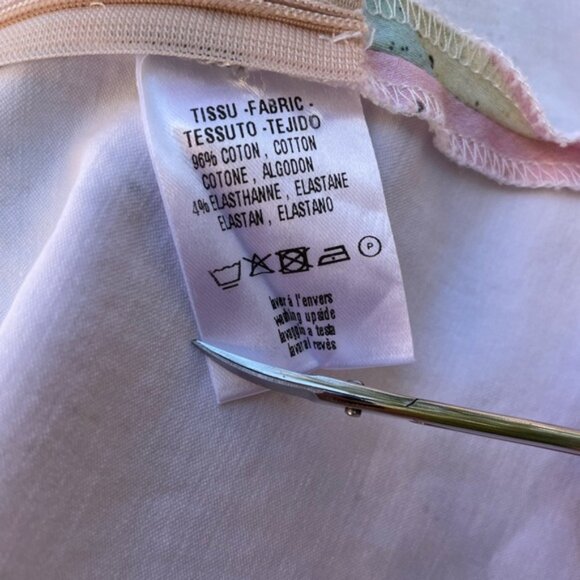 TISSU -FABRIC -
TESSUTO -TEJIDO
96% COTON , COTTON
COTONE , ALGODON
4% ELASTHANNE , ELASTANE
ELASTAN , ELASTANO
P
laver à l'envers
washing upside
lavaggio a testa
lavar al revès